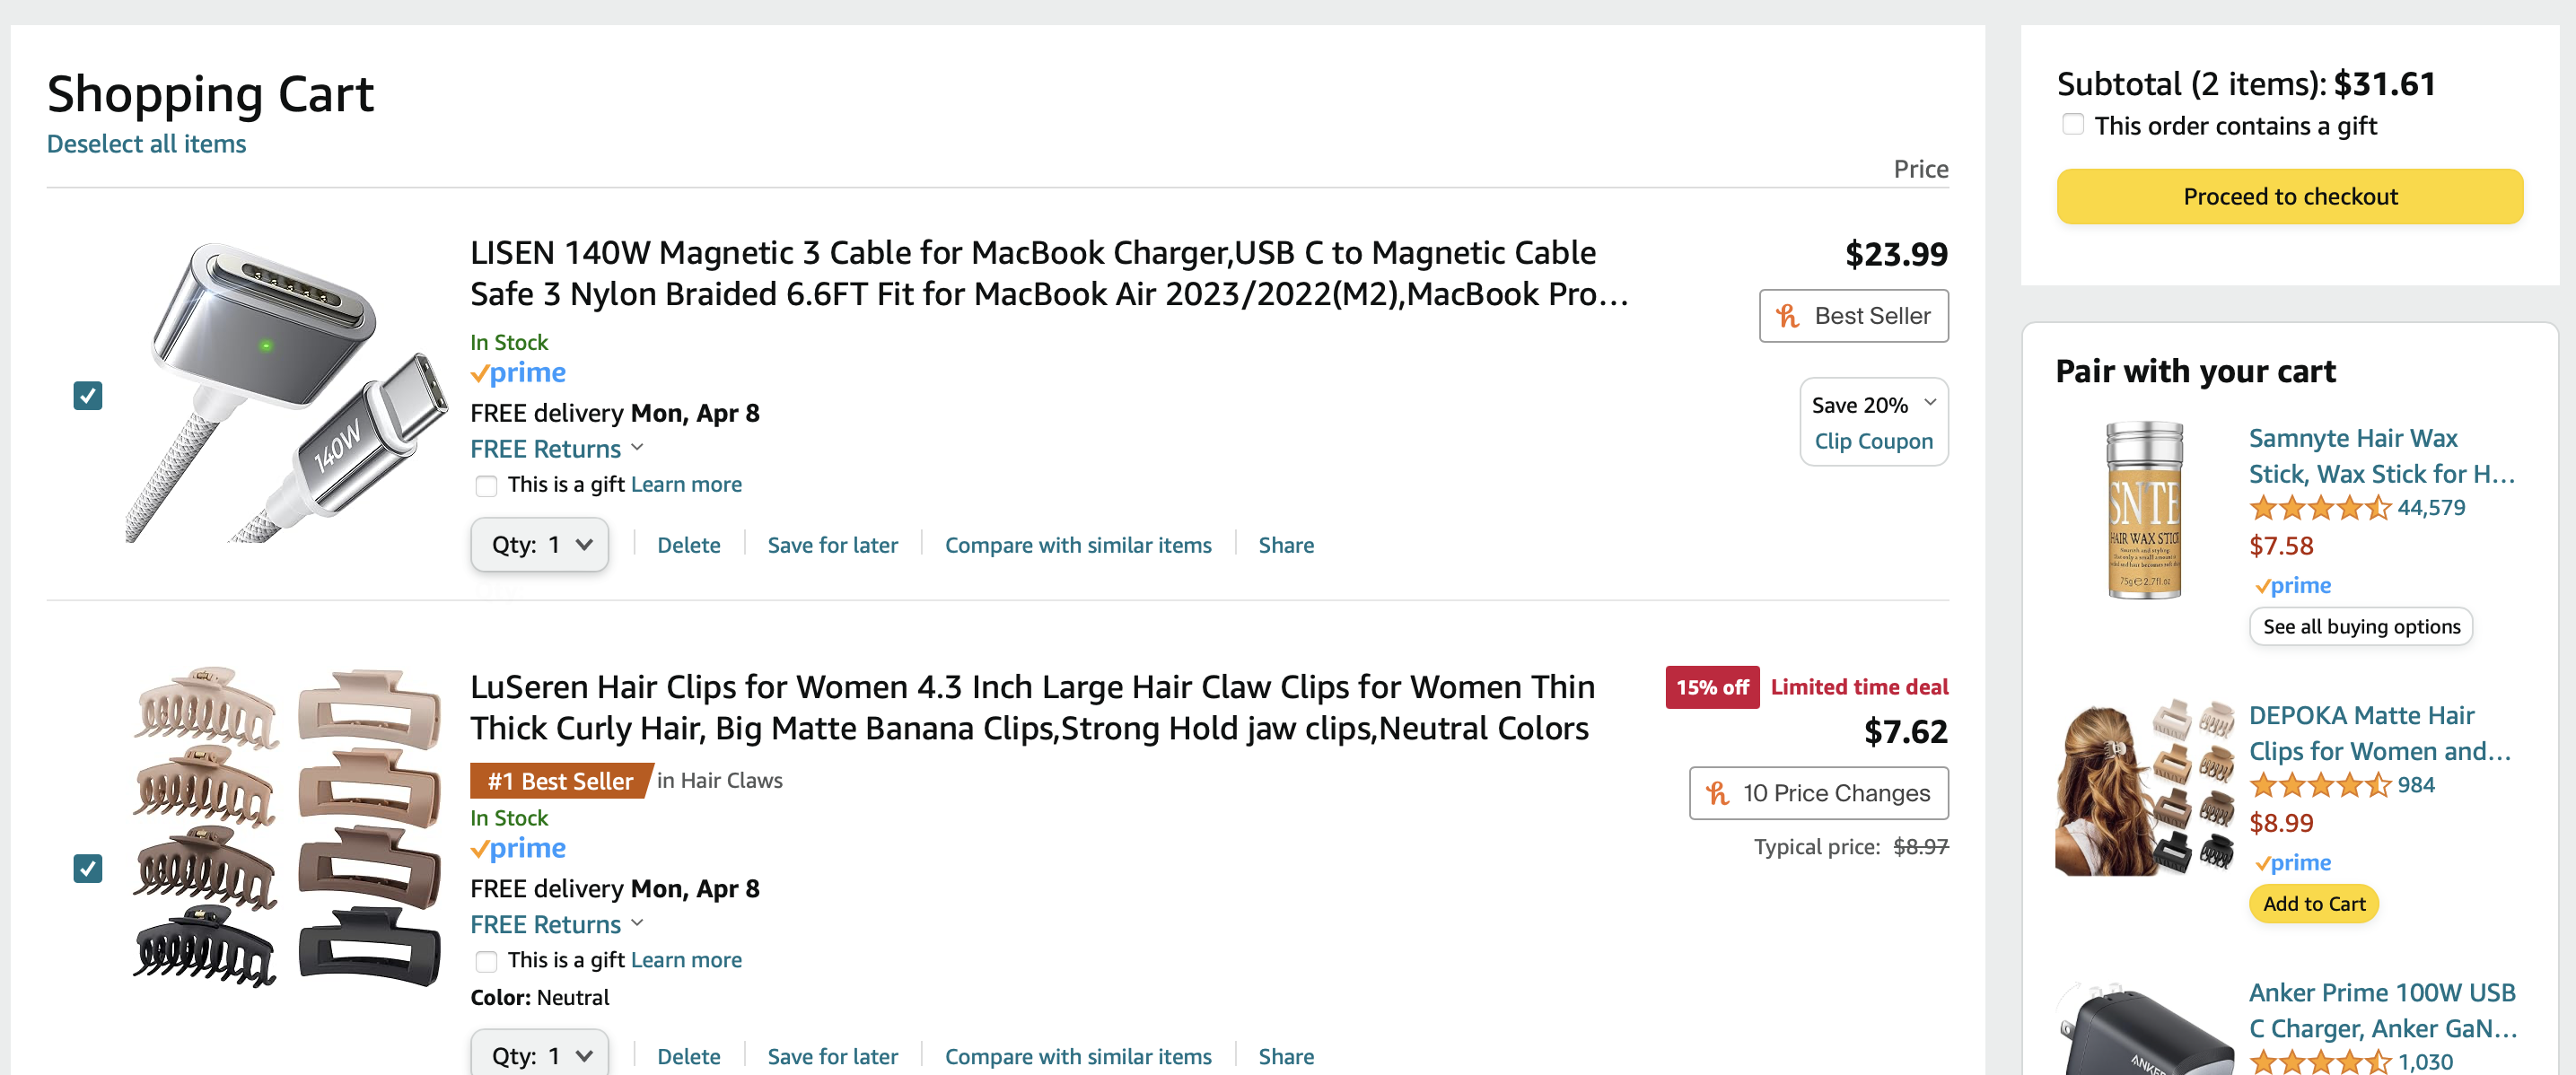 Shopping Cart
Deselect all items
Price
LISEN 140W Magnetic 3 Cable for MacBook Charger,USB C to Magnetic Cable
Safe 3 Nylon Braided 6.6FT Fit for MacBook Air 2023/2022(M2),MacBook Pro…
In Stock
prime
FREE delivery Mon, Apr 8
FREE Returns
This is a gift Learn more
Qty: 1
Delete
Save for later
Compare with similar items
Share
$23.99
Best Seller
Save 20%
Clip Coupon
140W
LuSeren Hair Clips for Women 4.3 Inch Large Hair Claw Clips for Women Thin
Thick Curly Hair, Big Matte Banana Clips,Strong Hold jaw clips,Neutral Colors
#1 Best Seller in Hair Claws
In Stock
prime
FREE delivery Mon, Apr 8
FREE Returns
This is a gift Learn more
Color: Neutral
Qty: 1
Delete
Save for later
Compare with similar items
Share
15% off Limited time deal
$7.62
10 Price Changes
Typical price: $8.97
Subtotal (2 items): $31.61
This order contains a gift
Proceed to checkout
Pair with your cart
SNTE
HAIR WAX STICK
75g℮2.7fl.oz
Samnyte Hair Wax
Stick, Wax Stick for H…
44,579
$7.58
prime
See all buying options
DEPOKA Matte Hair
Clips for Women and…
984
$8.99
prime
Add to Cart
ANKER
Anker Prime 100W USB
C Charger, Anker GaN…
1,030